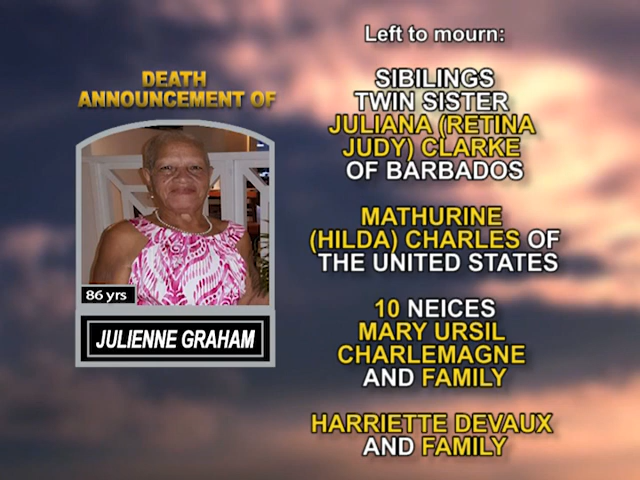 DEATH
ANNOUNCEMENT OF
86 yrs
JULIENNE GRAHAM
Left to mourn:
SIBILINGS
TWIN SISTER
JULIANA (RETINA
JUDY) CLARKE
OF BARBADOS
MATHURINE
(HILDA) CHARLES OF
THE UNITED STATES
10 NEICES
MARY URSIL
CHARLEMAGNE
AND FAMILY
HARRIETTE DEVAUX
AND FAMILY